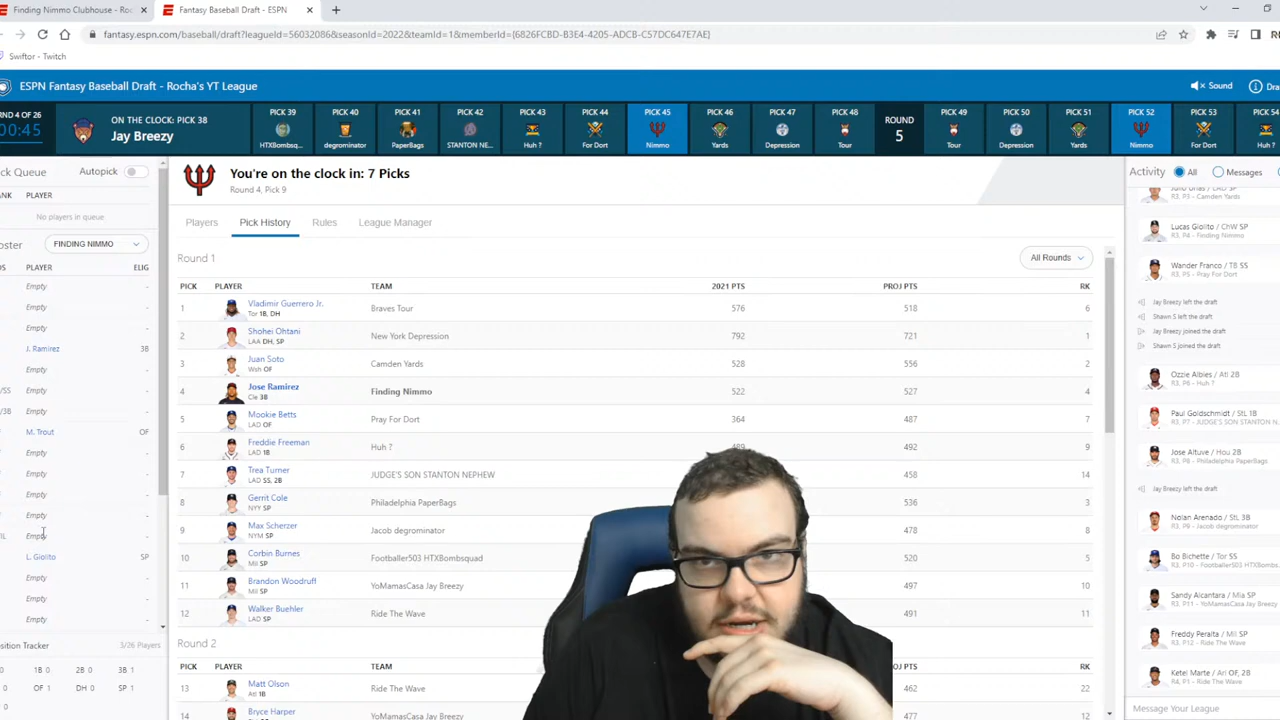 Finding Nimmo Clubhouse - Roc
Fantasy Baseball Draft - ESPN
fantasy.espn.com/baseball/draft?leagueId=56032086&seasonId=2022&teamId=1&memberId={6826FCBD-B3E4-4205-ADCB-C57DC647E7AE}
Swiftor - Twitch
ESPN Fantasy Baseball Draft - Rocha's YT League
Sound
Dra
RND 4 OF 26
00:45
ON THE CLOCK: PICK 38
Jay Breezy
PICK 39
HTXBombsq...
PICK 40
degrominator
PICK 41
PaperBags
PICK 42
STANTON NE...
PICK 43
Huh ?
PICK 44
For Dort
PICK 45
Nimmo
PICK 46
Yards
PICK 47
Depression
PICK 48
Tour
ROUND
5
PICK 49
Tour
PICK 50
Depression
PICK 51
Yards
PICK 52
Nimmo
PICK 53
For Dort
PICK 54
Huh ?
ck Queue
Autopick
ANK PLAYER
No players in queue
oster
FINDING NIMMO
OS PLAYER ELIG
Empty -
Empty -
Empty -
J. Ramirez 3B
Empty -
/SS Empty -
/3B Empty -
M. Trout OF
Empty -
Empty -
Empty -
Empty -
IL Empty -
L. Giolito SP
Empty -
Empty -
Empty -
sition Tracker 3/26 Players
0 1B 0 2B 0 3B 1
0 OF 1 DH 0 SP 1
0
You're on the clock in: 7 Picks
Round 4, Pick 9
Players
Pick History
Rules
League Manager
Round 1
All Rounds
PICK PLAYER TEAM 2021 PTS PROJ PTS RK
1 Vladimir Guerrero Jr. Braves Tour 576 518 6
Tor 1B, DH
2 Shohei Ohtani New York Depression 792 721 1
LAA DH, SP
3 Juan Soto Camden Yards 528 556 2
Wsh OF
4 Jose Ramirez Finding Nimmo 522 527 4
Cle 3B
5 Mookie Betts Pray For Dort 364 487 7
LAD OF
6 Freddie Freeman Huh ? 489 492 9
LAD 1B
7 Trea Turner JUDGE'S SON STANTON NEPHEW 458 14
LAD SS, 2B
8 Gerrit Cole Philadelphia PaperBags 536 3
NYY SP
9 Max Scherzer Jacob degrominator 478 8
NYM SP
10 Corbin Burnes Footballer503 HTXBombsquad 520 5
Mil SP
11 Brandon Woodruff YoMamasCasa Jay Breezy 497 10
Mil SP
12 Walker Buehler Ride The Wave 491 11
LAD SP
Round 2
PICK PLAYER TEAM OJ PTS RK
13 Matt Olson Ride The Wave 462 22
Atl 1B
14 Bryce Harper YoMamasCasa Jay Breezy 477 12
Activity
All
Messages
R3, P3 - Camden Yards
Lucas Giolito / ChW SP
R3, P4 - Finding Nimmo
Wander Franco / TB SS
R3, P5 - Pray For Dort
Jay Breezy left the draft
Shawn S left the draft
Jay Breezy joined the draft
Shawn S joined the draft
Ozzie Albies / Atl 2B
R3, P6 - Huh ?
Paul Goldschmidt / StL 1B
R3, P7 - JUDGE'S SON STANTON N
Jose Altuve / Hou 2B
R3, P8 - Philadelphia PaperBags
Jay Breezy left the draft
Nolan Arenado / StL 3B
R3, P9 - Jacob degrominator
Bo Bichette / Tor SS
R3, P10 - Footballer503 HTXBombsq
Sandy Alcantara / Mia SP
R3, P11 - YoMamasCasa Jay Breezy
Freddy Peralta / Mil SP
R3, P12 - Ride The Wave
Ketel Marte / Ari OF, 2B
R4, P1 - Ride The Wave
Message Your League